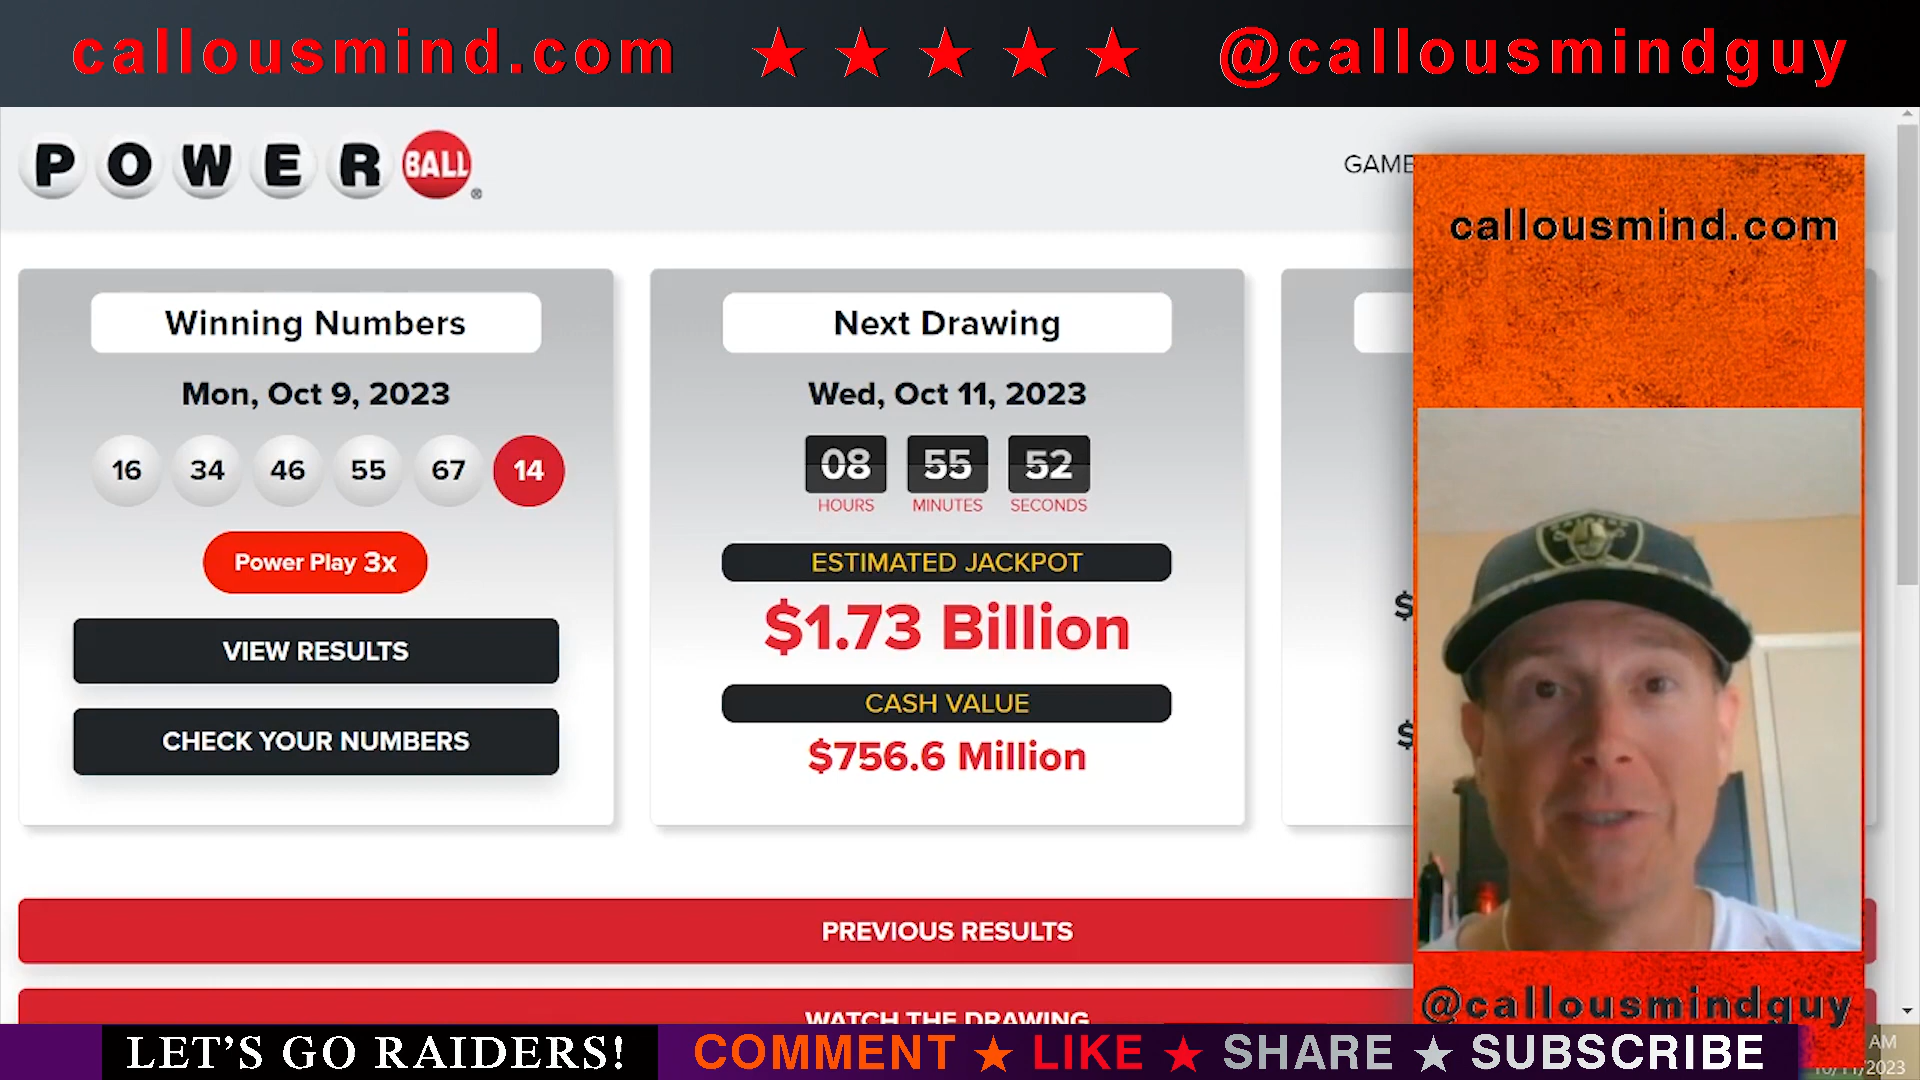 callousmind.com ★ ★ ★ ★ ★ @callousmindguy
POWER BALL ®
GAME
callousmind.com
Winning Numbers
Mon, Oct 9, 2023
16 34 46 55 67 14
Power Play 3x
VIEW RESULTS
CHECK YOUR NUMBERS
Next Drawing
Wed, Oct 11, 2023
08 55 52
HOURS MINUTES SECONDS
ESTIMATED JACKPOT
$1.73 Billion
CASH VALUE
$756.6 Million
$
$
PREVIOUS RESULTS
WATCH THE DRAWING
@callousmindguy
LET'S GO RAIDERS! COMMENT ★ LIKE ★ SHARE ★ SUBSCRIBE
AM
10/11/2023